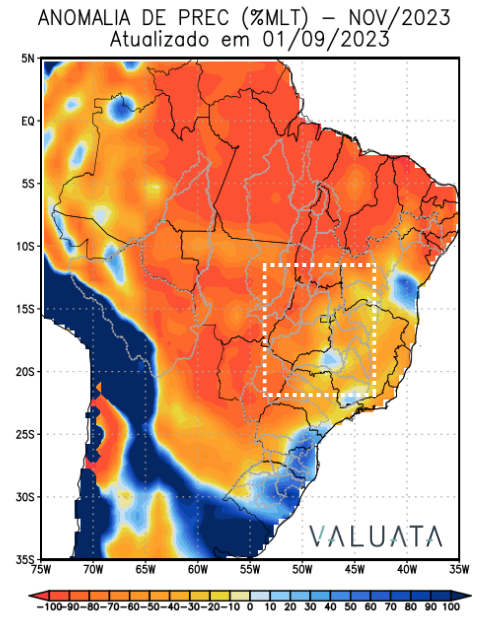 ANOMALIA DE PREC (%MLT) – NOV/2023
Atualizado em 01/09/2023
5N
EQ
5S
10S
15S
20S
25S
30S
35S
VALUATA
75W 70W 65W 60W 55W 50W 45W 40W 35W
-100 -90 -80 -70 -60 -50 -40 -30 -20 -10 0 10 20 30 40 50 60 70 80 90 100